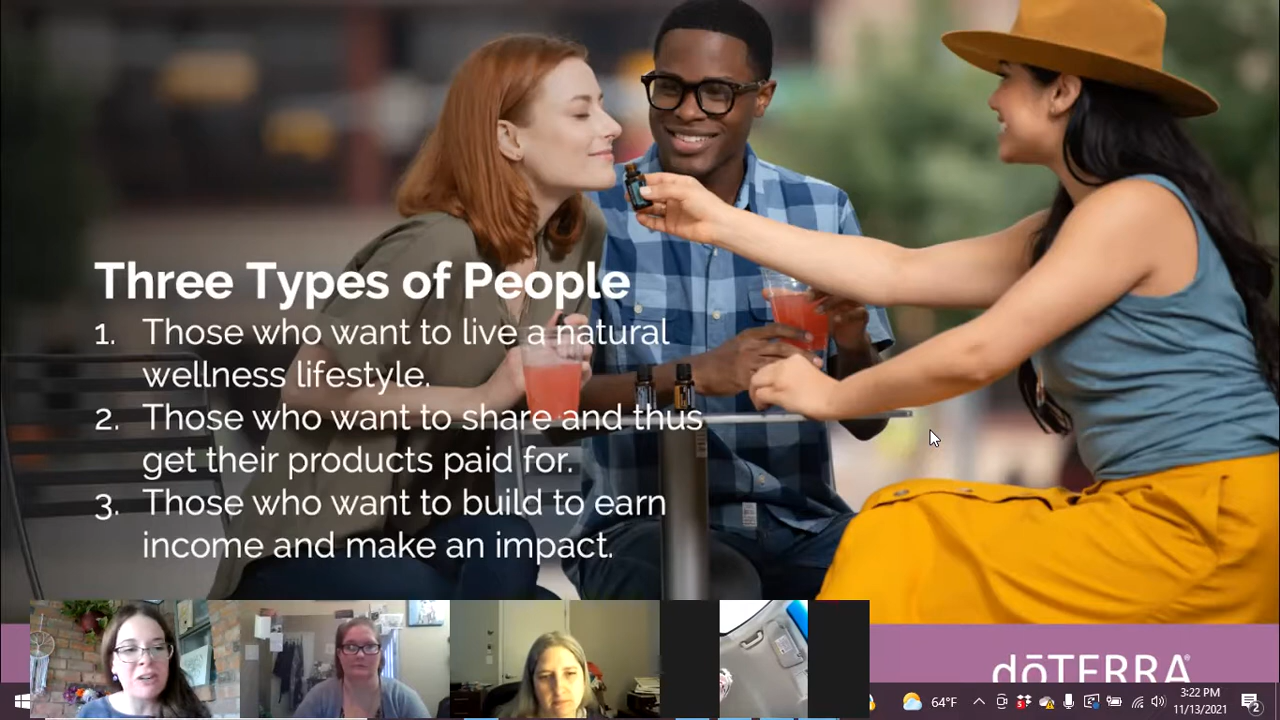 Three Types of People
1. Those who want to live a natural
wellness lifestyle.
2. Those who want to share and thus
get their products paid for.
3. Those who want to build to earn
income and make an impact.
dōTERRA®
64°F
3:22 PM
11/13/2021
2